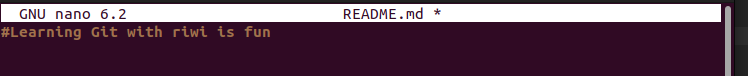 GNU nano 6.2 README.md *
#Learning Git with riwi is fun